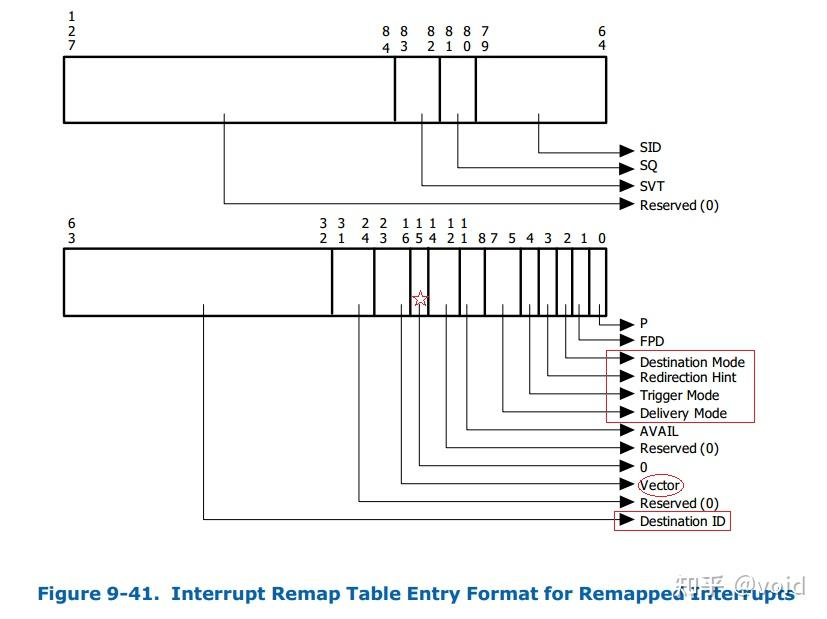 127 84 83 82 81 80 79 64
SID
SQ
SVT
Reserved (0)
63 32 31 24 23 16 15 14 12 11 8 7 5 4 3 2 1 0
P
FPD
Destination Mode
Redirection Hint
Trigger Mode
Delivery Mode
AVAIL
Reserved (0)
0
Vector
Reserved (0)
Destination ID
知乎 @void
Figure 9-41. Interrupt Remap Table Entry Format for Remapped Interrupts